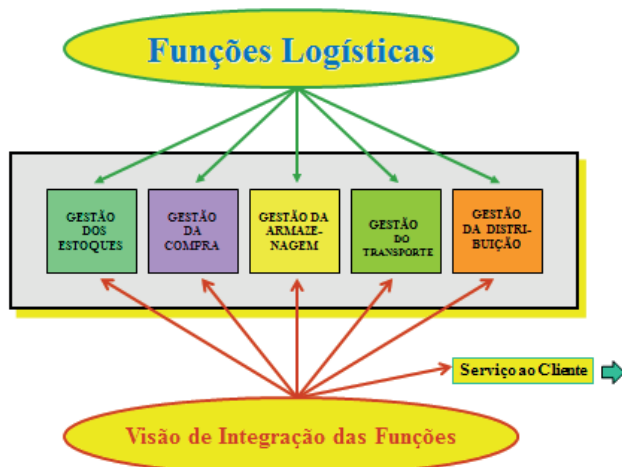 Funções Logísticas
GESTÃO
DOS
ESTOQUES
GESTÃO
DA
COMPRA
GESTÃO DA
ARMAZE-
NAGEM
GESTÃO
DO
TRANSPORTE
GESTÃO
DA DISTRI-
BUIÇÃO
Serviço ao Cliente
Visão de Integração das Funções